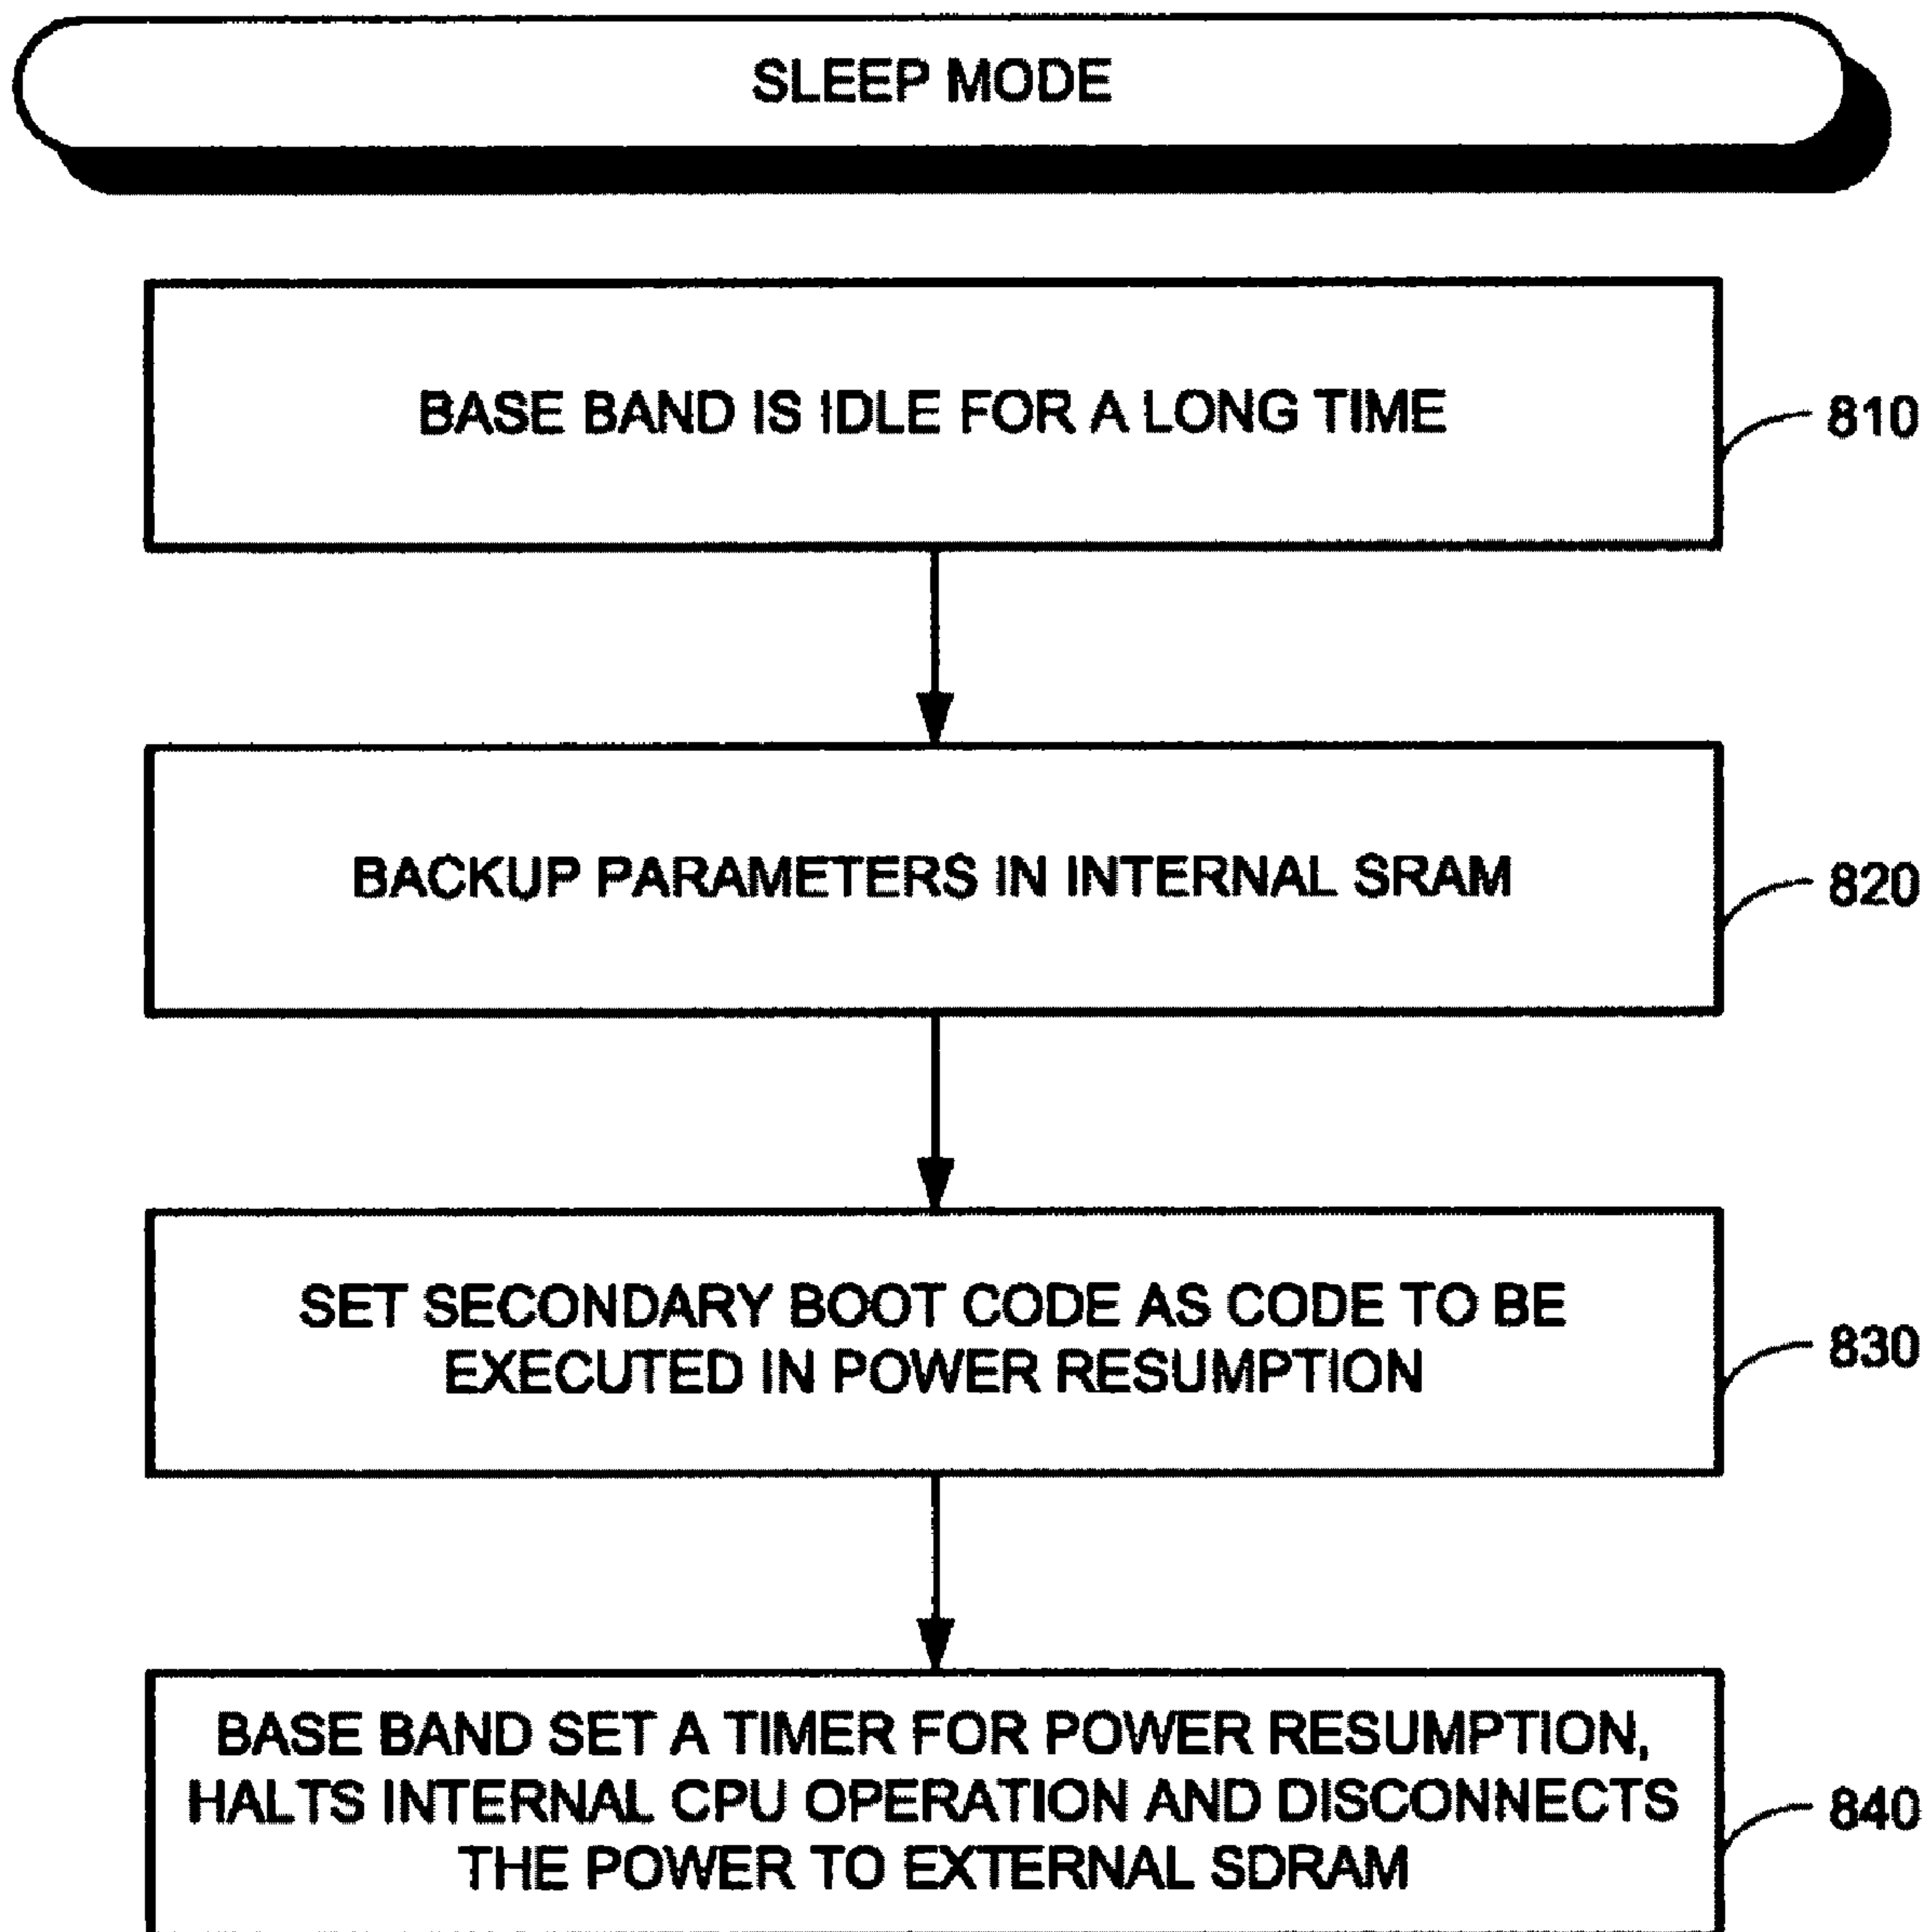 SLEEP MODE
BASE BAND IS IDLE FOR A LONG TIME
810
BACKUP PARAMETERS IN INTERNAL SRAM
820
SET SECONDARY BOOT CODE AS CODE TO BE
EXECUTED IN POWER RESUMPTION
830
BASE BAND SET A TIMER FOR POWER RESUMPTION,
HALTS INTERNAL CPU OPERATION AND DISCONNECTS
THE POWER TO EXTERNAL SDRAM
840